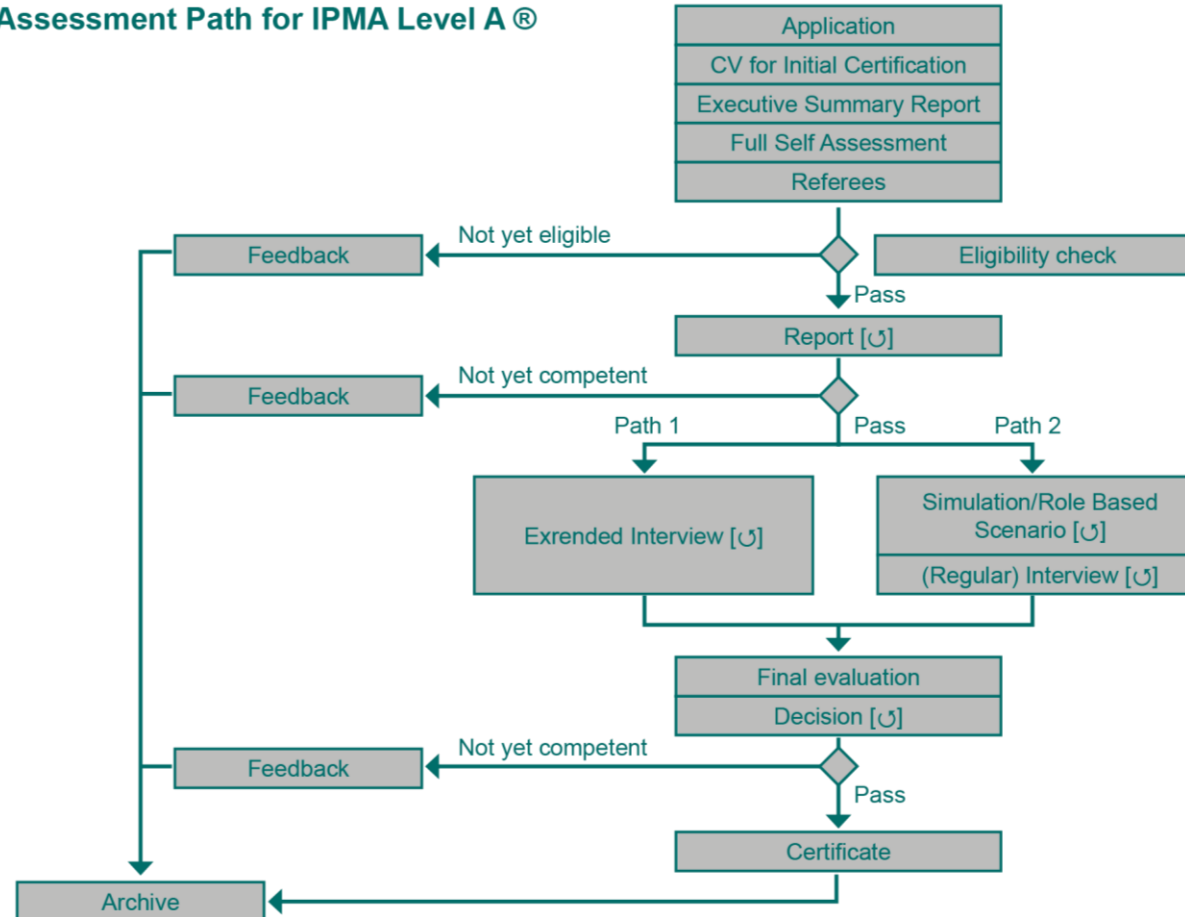 Assessment Path for IPMA Level A ®
Application
CV for Initial Certification
Executive Summary Report
Full Self Assessment
Referees
Not yet eligible
Feedback
Eligibility check
Pass
Report [↺]
Not yet competent
Feedback
Path 1
Pass
Path 2
Exrended Interview [↺]
Simulation/Role Based
Scenario [↺]
(Regular) Interview [↺]
Final evaluation
Decision [↺]
Not yet competent
Feedback
Pass
Certificate
Archive